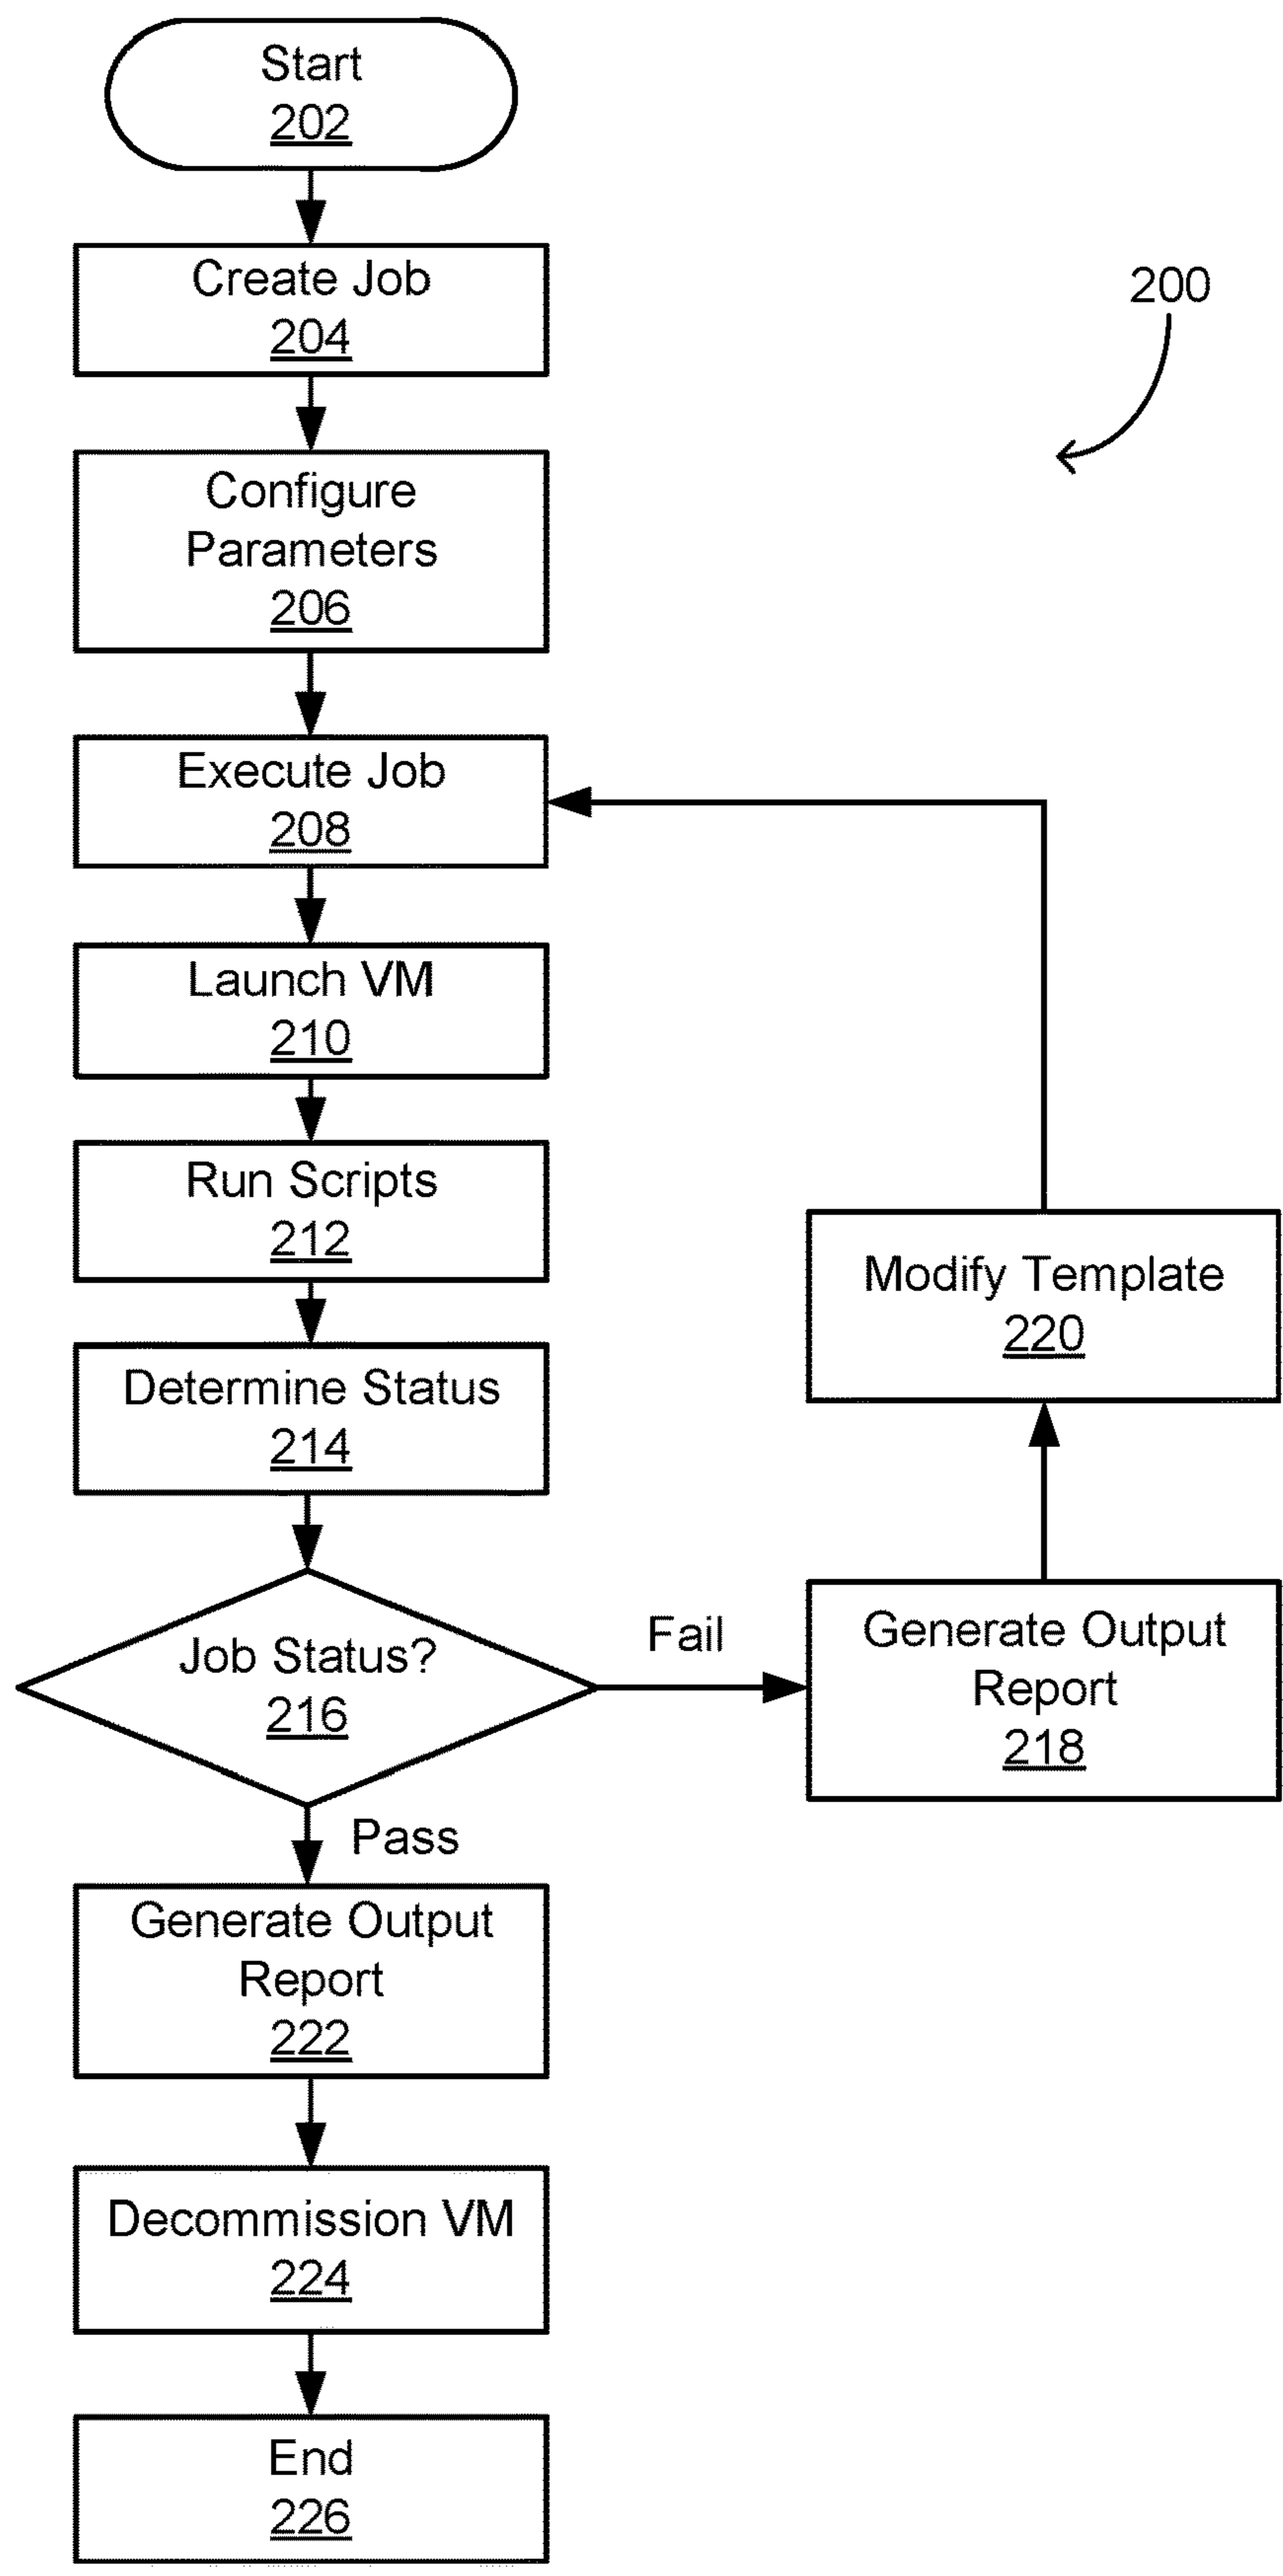 Start
202
Create Job
204
200
Configure
Parameters
206
Execute Job
208
Launch VM
210
Run Scripts
212
Modify Template
220
Determine Status
214
Job Status?
216
Fail
Generate Output
Report
218
Pass
Generate Output
Report
222
Decommission VM
224
End
226